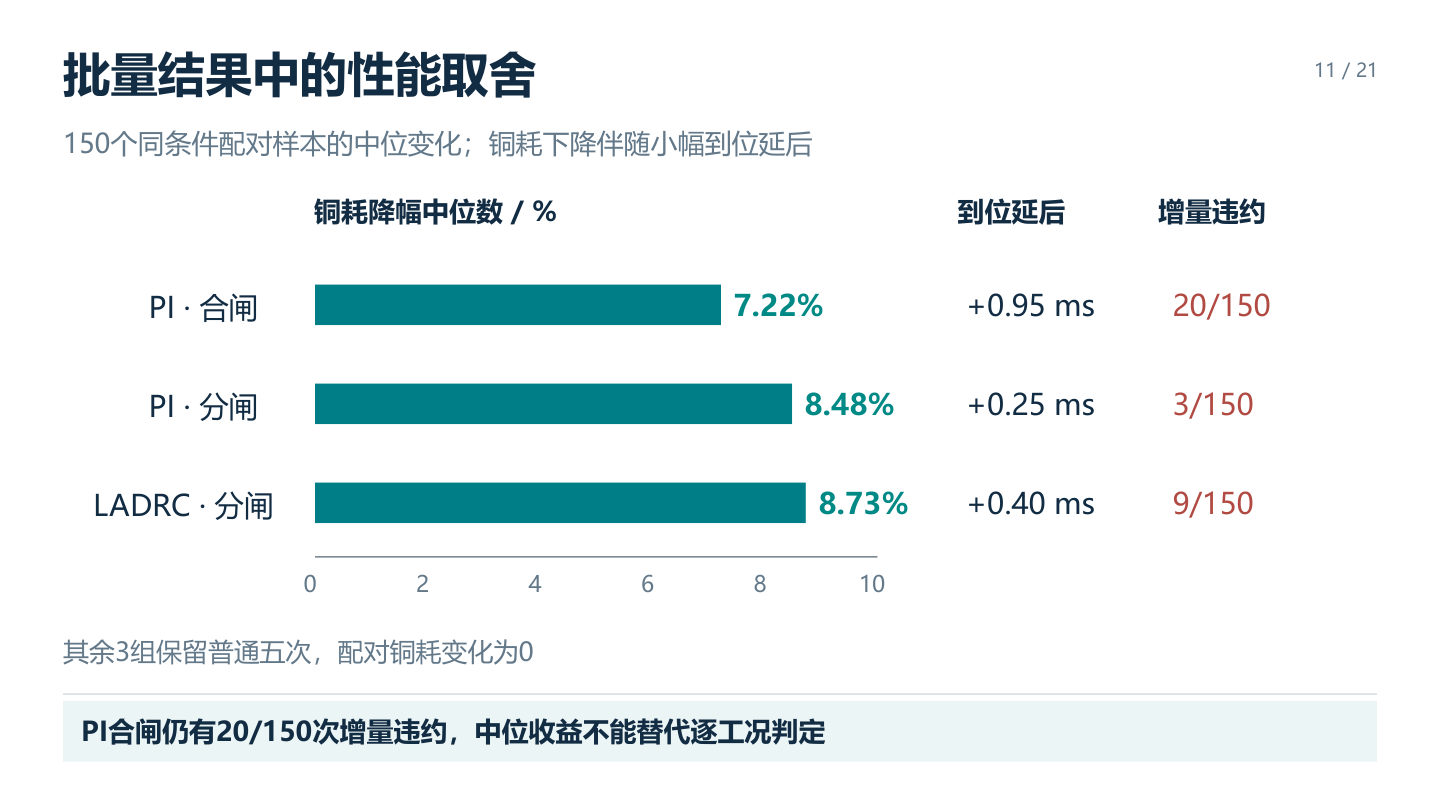 批量结果中的性能取舍
11 / 21
150个同条件配对样本的中位变化；铜耗下降伴随小幅到位延后
铜耗降幅中位数 / %
到位延后
增量违约
PI · 合闸
7.22%
+0.95 ms
20/150
PI · 分闸
8.48%
+0.25 ms
3/150
LADRC · 分闸
8.73%
+0.40 ms
9/150
0 2 4 6 8 10
其余3组保留普通五次，配对铜耗变化为0
PI合闸仍有20/150次增量违约，中位收益不能替代逐工况判定